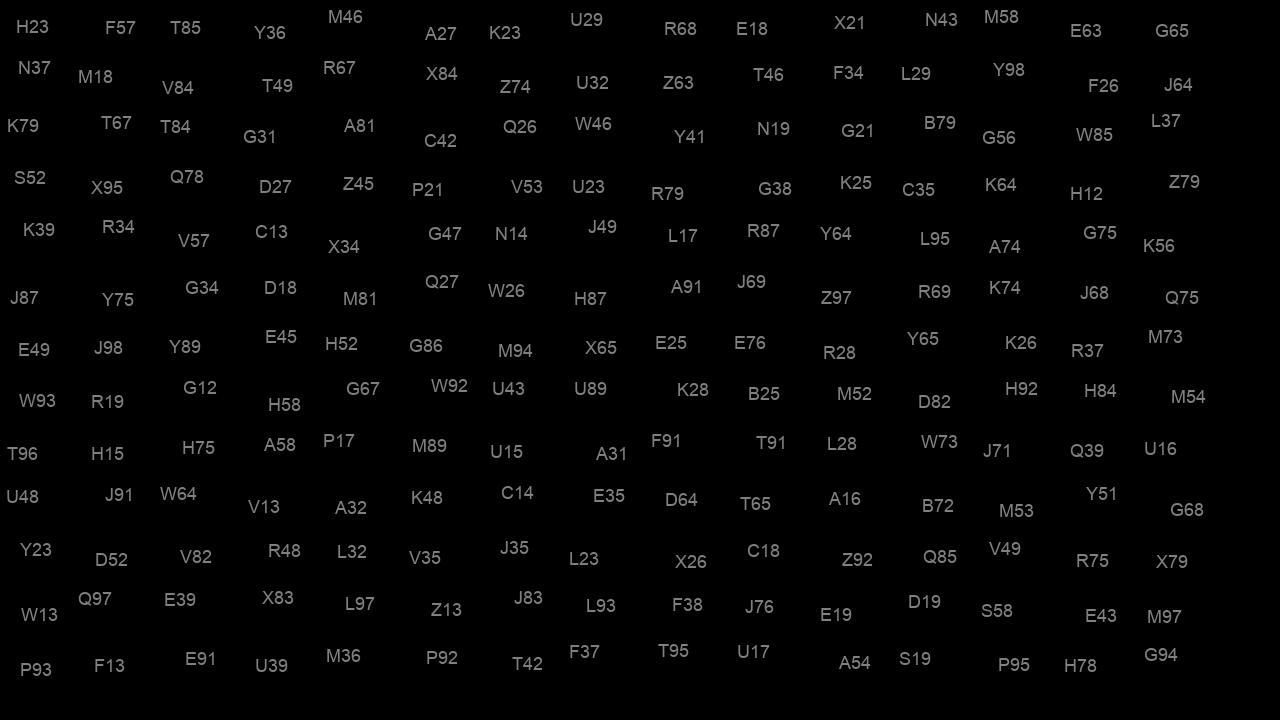 H23 F57 T85 Y36 M46 A27 K23 U29 R68 E18 X21 N43 M58 E63 G65
N37 M18 V84 T49 R67 X84 Z74 U32 Z63 T46 F34 L29 Y98 F26 J64
K79 T67 T84 G31 A81 C42 Q26 W46 Y41 N19 G21 B79 G56 W85 L37
S52 X95 Q78 D27 Z45 P21 V53 U23 R79 G38 K25 C35 K64 H12 Z79
K39 R34 V57 C13 X34 G47 N14 J49 L17 R87 Y64 L95 A74 G75 K56
J87 Y75 G34 D18 M81 Q27 W26 H87 A91 J69 Z97 R69 K74 J68 Q75
E49 J98 Y89 E45 H52 G86 M94 X65 E25 E76 R28 Y65 K26 R37 M73
W93 R19 G12 H58 G67 W92 U43 U89 K28 B25 M52 D82 H92 H84 M54
T96 H15 H75 A58 P17 M89 U15 A31 F91 T91 L28 W73 J71 Q39 U16
U48 J91 W64 V13 A32 K48 C14 E35 D64 T65 A16 B72 M53 Y51 G68
Y23 D52 V82 R48 L32 V35 J35 L23 X26 C18 Z92 Q85 V49 R75 X79
W13 Q97 E39 X83 L97 Z13 J83 L93 F38 J76 E19 D19 S58 E43 M97
P93 F13 E91 U39 M36 P92 T42 F37 T95 U17 A54 S19 P95 H78 G94